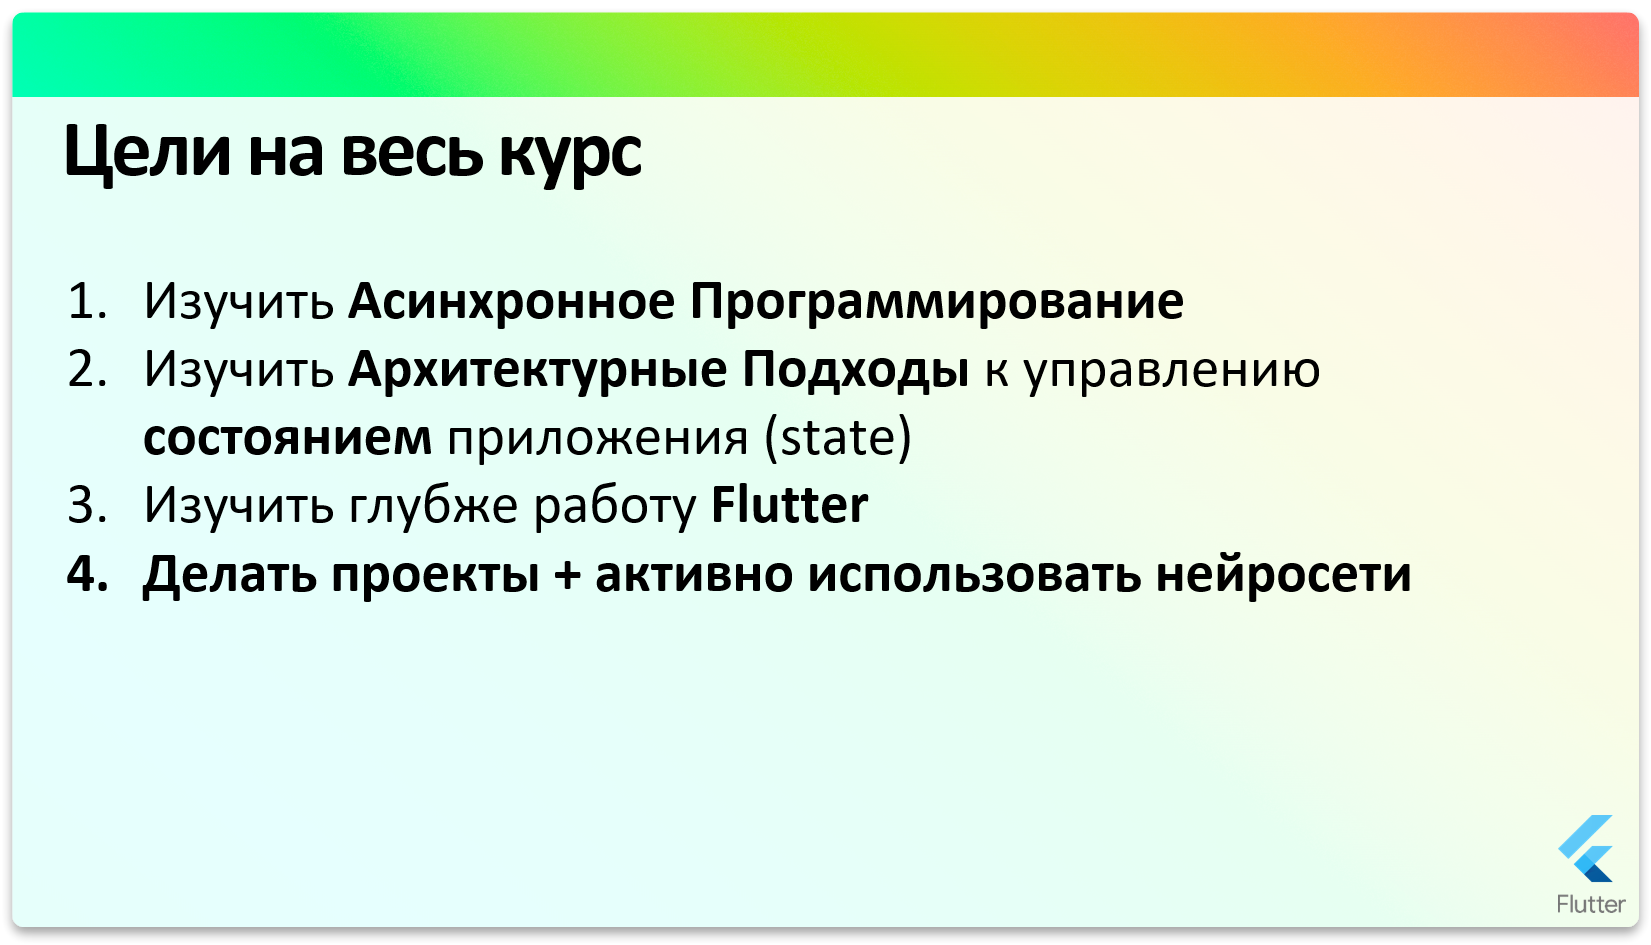 Цели на весь курс
1. Изучить Асинхронное Программирование
2. Изучить Архитектурные Подходы к управлению
состоянием приложения (state)
3. Изучить глубже работу Flutter
4. Делать проекты + активно использовать нейросети
Flutter